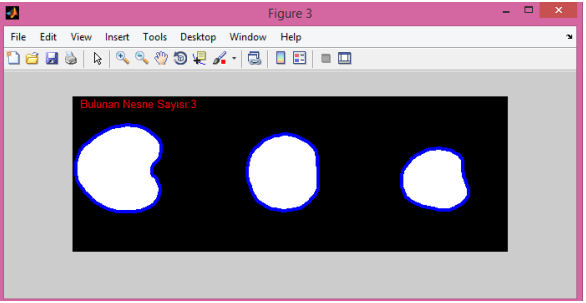 Figure 3
File Edit View Insert Tools Desktop Window Help
Bulunan Nesne Sayısı:3